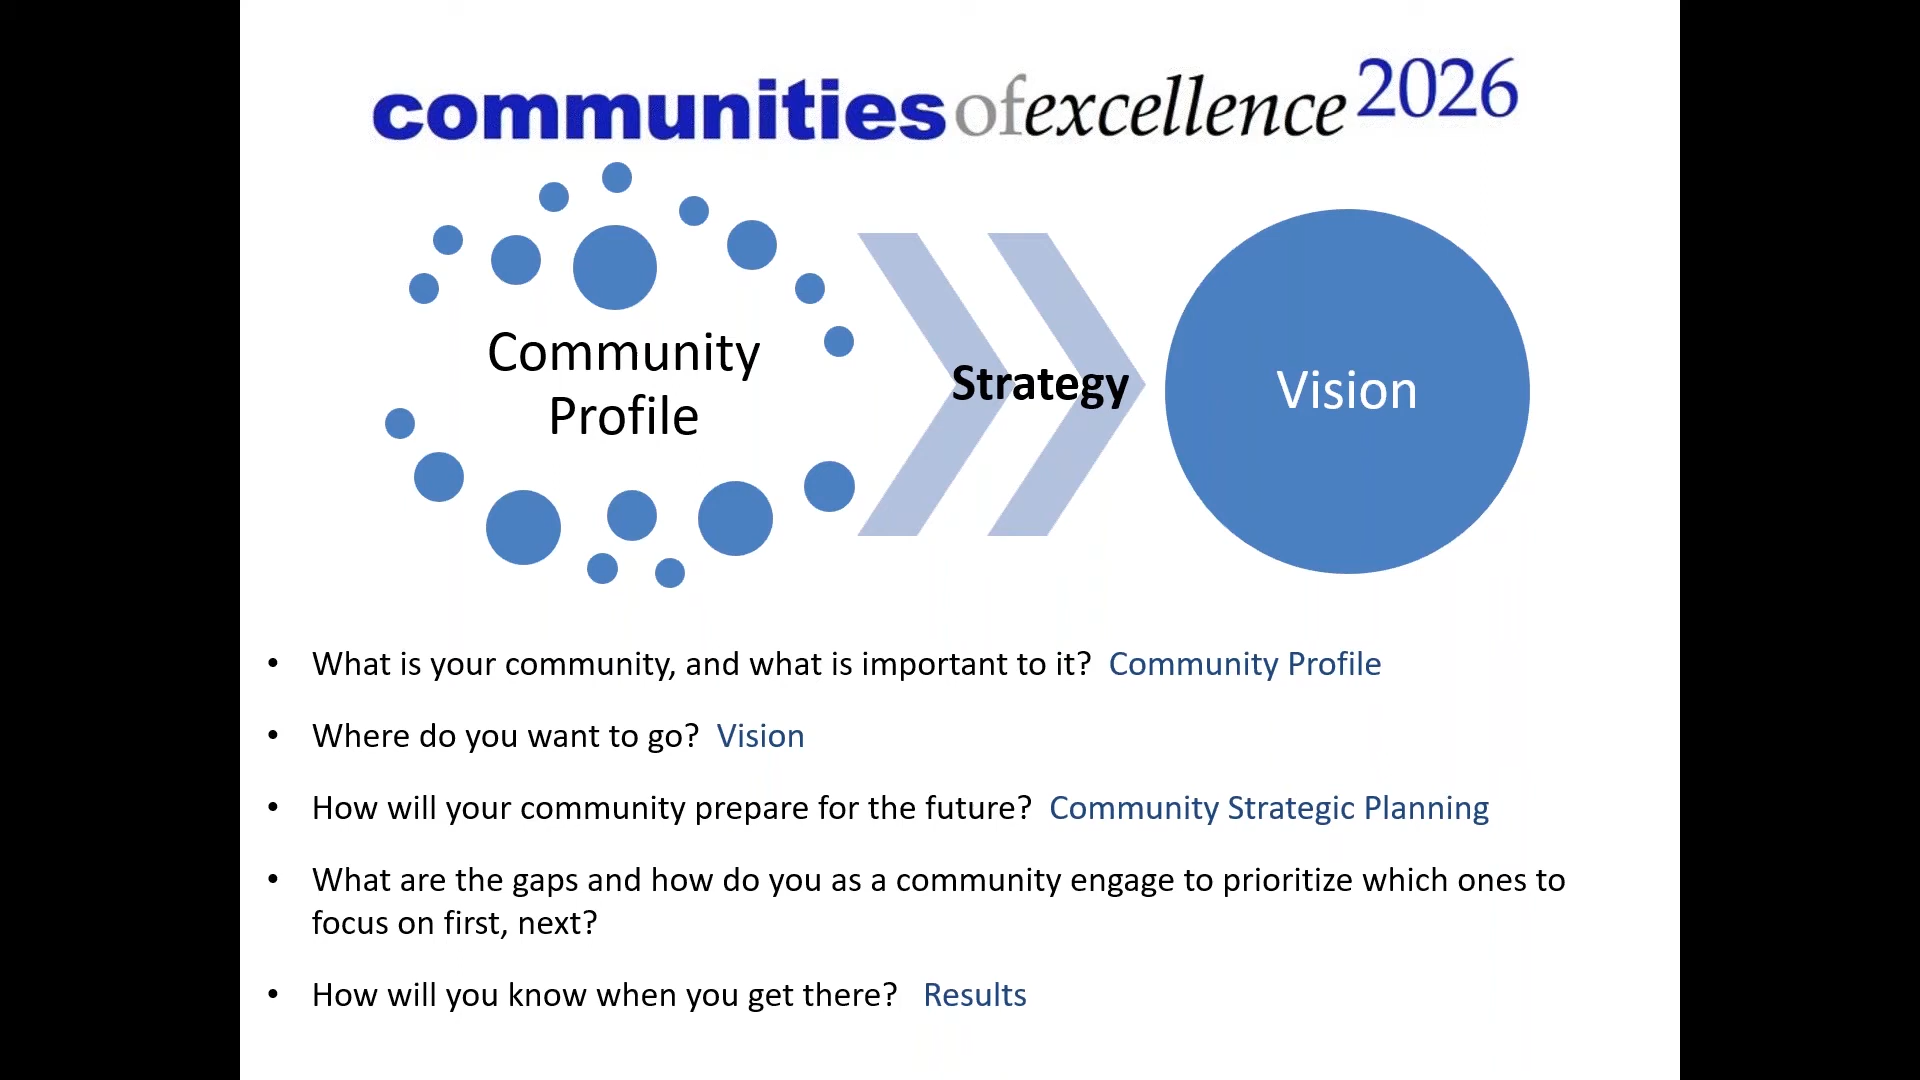 communitiesofexcellence2026
Community
Profile
Strategy
Vision
• What is your community, and what is important to it? Community Profile
• Where do you want to go? Vision
• How will your community prepare for the future? Community Strategic Planning
• What are the gaps and how do you as a community engage to prioritize which ones to
focus on first, next?
• How will you know when you get there? Results